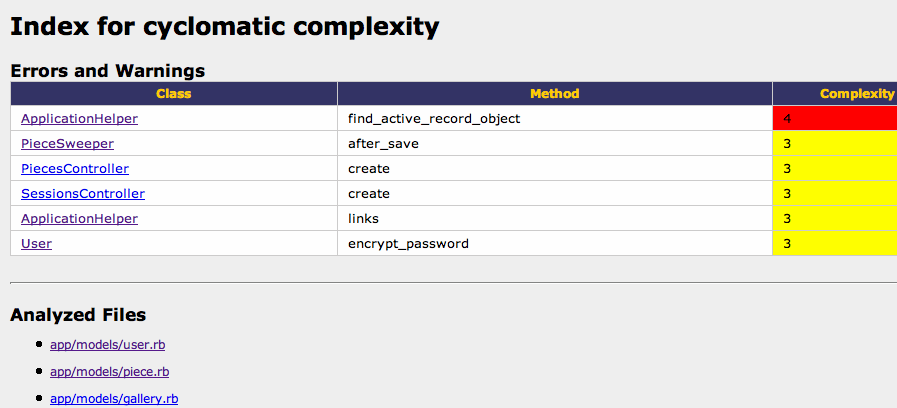 Index for cyclomatic complexity
Errors and Warnings
Class Method Complexity
ApplicationHelper find_active_record_object 4
PieceSweeper after_save 3
PiecesController create 3
SessionsController create 3
ApplicationHelper links 3
User encrypt_password 3
Analyzed Files
app/models/user.rb
app/models/piece.rb
app/models/gallery.rb